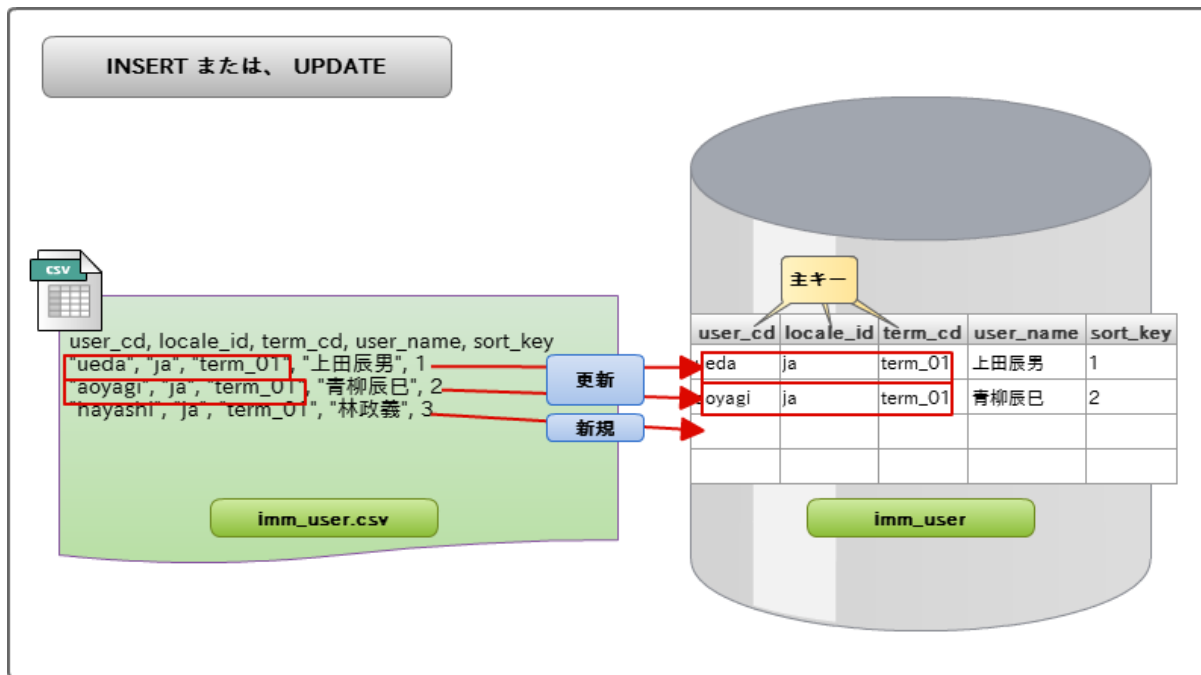 INSERT または、 UPDATE
csv
user_cd, locale_id, term_cd, user_name, sort_key
"ueda", "ja", "term_01", "上田辰男", 1
"aoyagi", "ja", "term_01", "青柳辰巳", 2
"hayashi", "ja", "term_01", "林政義", 3
imm_user.csv
更新
新規
主キー
user_cd locale_id term_cd user_name sort_key
ueda ja term_01 上田辰男 1
aoyagi ja term_01 青柳辰巳 2
imm_user